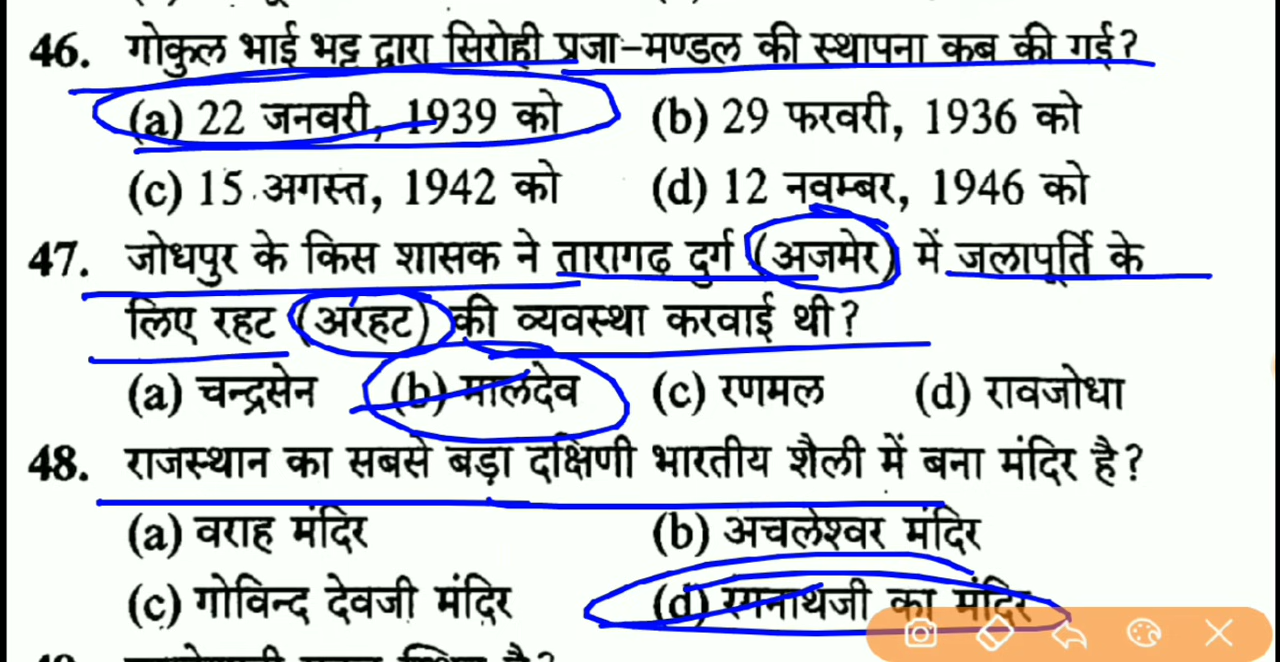 46. गोकुल भाई भट्ट द्वारा सिरोही प्रजा-मण्डल की स्थापना कब की गई?
(a) 22 जनवरी, 1939 को (b) 29 फरवरी, 1936 को
(c) 15 अगस्त, 1942 को (d) 12 नवम्बर, 1946 को
47. जोधपुर के किस शासक ने तारागढ़ दुर्ग (अजमेर) में जलापूर्ति के
लिए रहट (अरहट) की व्यवस्था करवाई थी?
(a) चन्द्रसेन (b) मालदेव (c) रणमल (d) रावजोधा
48. राजस्थान का सबसे बड़ा दक्षिणी भारतीय शैली में बना मंदिर है?
(a) वराह मंदिर (b) अचलेश्वर मंदिर
(c) गोविन्द देवजी मंदिर (d) रंगनाथजी का मंदिर